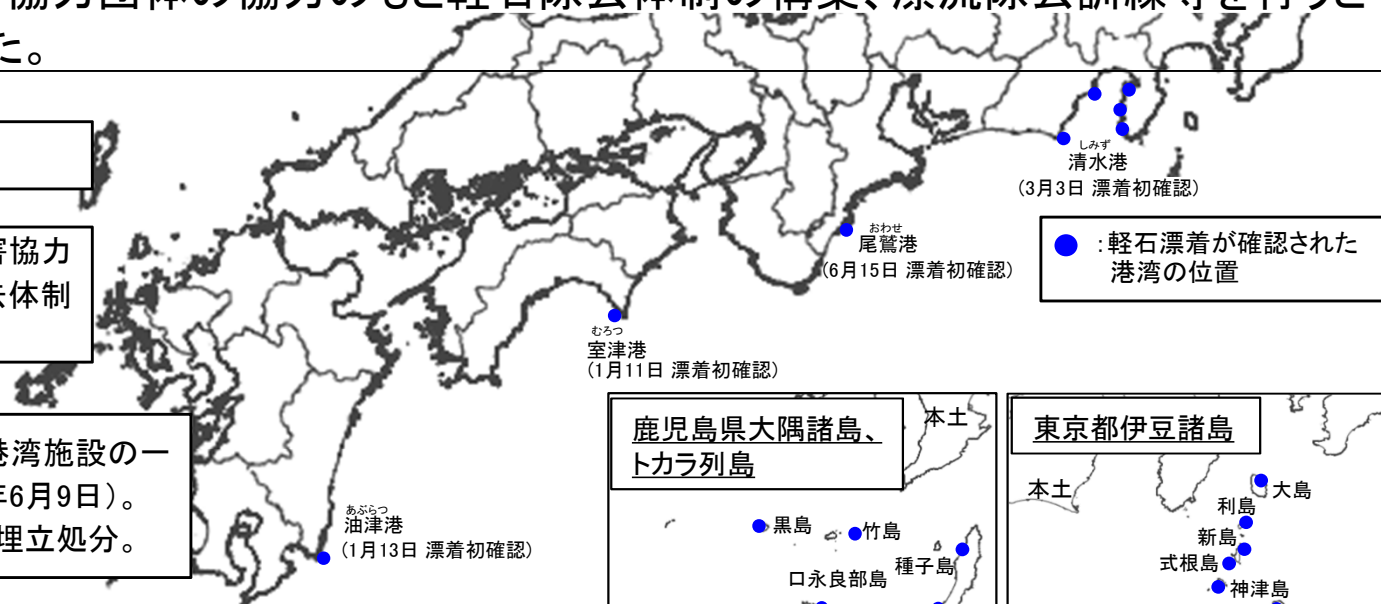 協力団体の協力のもと軽石除去体制の構築、漂流除去訓練等を行うと
た。
害協力
去体制
港湾施設の一
年6月9日)。
埋立処分。
しみず
清水港
(3月3日 漂着初確認)
おわせ
尾鷲港
(6月15日 漂着初確認)
:軽石漂着が確認された
港湾の位置
むろつ
室津港
(1月11日 漂着初確認)
あぶらつ
油津港
(1月13日 漂着初確認)
鹿児島県大隅諸島、
トカラ列島
本土
黒島
竹島
種子島
口永良部島
東京都伊豆諸島
本土
大島
利島
新島
式根島
神津島